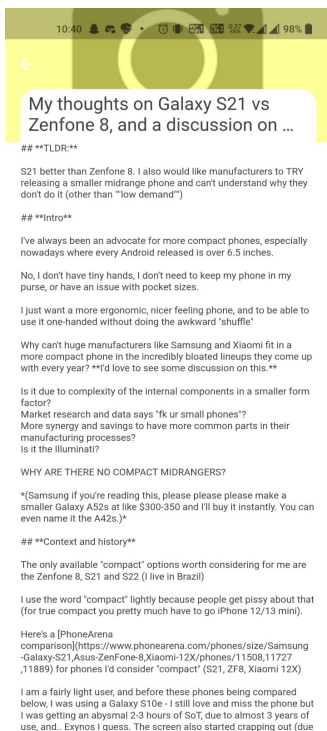 10:40
0.27
KB/s
98%
My thoughts on Galaxy S21 vs
Zenfone 8, and a discussion on ...
## **TLDR:**
S21 better than Zenfone 8. I also would like manufacturers to TRY
releasing a smaller midrange phone and can't understand why they
don't do it (other than ""low demand"")
## **Intro**
I've always been an advocate for more compact phones, especially
nowadays where every Android released is over 6.5 inches.
No, I don't have tiny hands, I don't need to keep my phone in my
purse, or have an issue with pocket sizes.
I just want a more ergonomic, nicer feeling phone, and to be able to
use it one-handed without doing the awkward "shuffle"
Why can't huge manufacturers like Samsung and Xiaomi fit in a
more compact phone in the incredibly bloated lineups they come up
with every year? **I'd love to see some discussion on this.**
Is it due to complexity of the internal components in a smaller form
factor?
Market research and data says "fk ur small phones"?
More synergy and savings to have more common parts in their
manufacturing processes?
Is it the Illuminati?
WHY ARE THERE NO COMPACT MIDRANGERS?
*(Samsung if you're reading this, please please please make a
smaller Galaxy A52s at like $300-350 and I'll buy it instantly. You can
even name it the A42s.)*
## **Context and history**
The only available "compact" options worth considering for me are
the Zenfone 8, S21 and S22 (I live in Brazil)
I use the word "compact" lightly because people get pissy about that
(for true compact you pretty much have to go iPhone 12/13 mini).
Here's a [PhoneArena
comparison](https://www.phonearena.com/phones/size/Samsung
-Galaxy-S21,Asus-ZenFone-8,Xiaomi-12X/phones/11508,11727
,11889) for phones I'd consider "compact" (S21, ZF8, Xiaomi 12X)
I am a fairly light user, and before these phones being compared
below, I was using a Galaxy S10e - I still love and miss the phone but
I was getting an abysmal 2-3 hours of SoT, due to almost 3 years of
use, and.. Exynos I guess. The screen also started crapping out (due